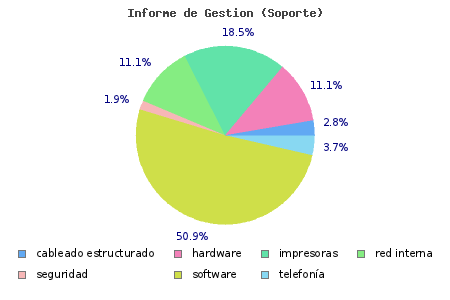 Informe de Gestion (Soporte)
18.5%
11.1%
11.1%
1.9%
2.8%
3.7%
50.9%
cableado estructurado hardware impresoras red interna
seguridad software telefonía